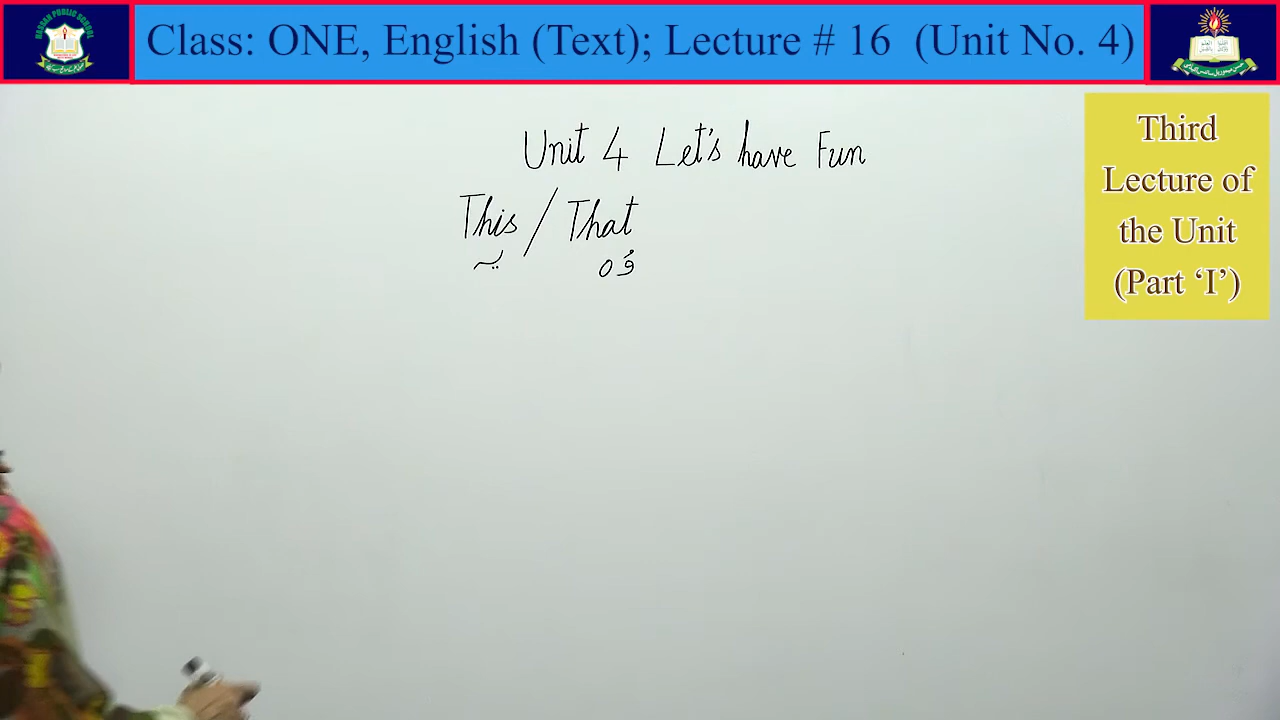 Class: ONE, English (Text); Lecture # 16 (Unit No. 4)
Third
Lecture of
the Unit
(Part ‘I’)
Unit 4 Let's have Fun
This / That
یہ وُہ